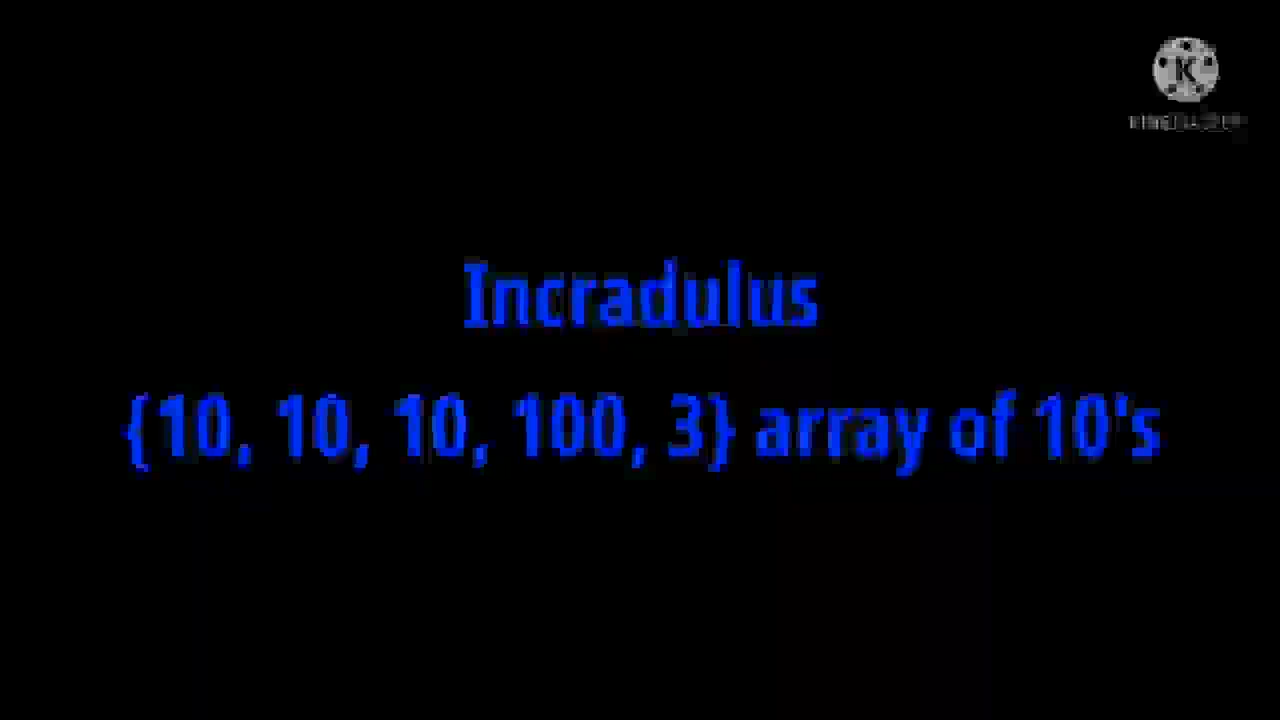 K
Incradulus
{10, 10, 10, 100, 3} array of 10's